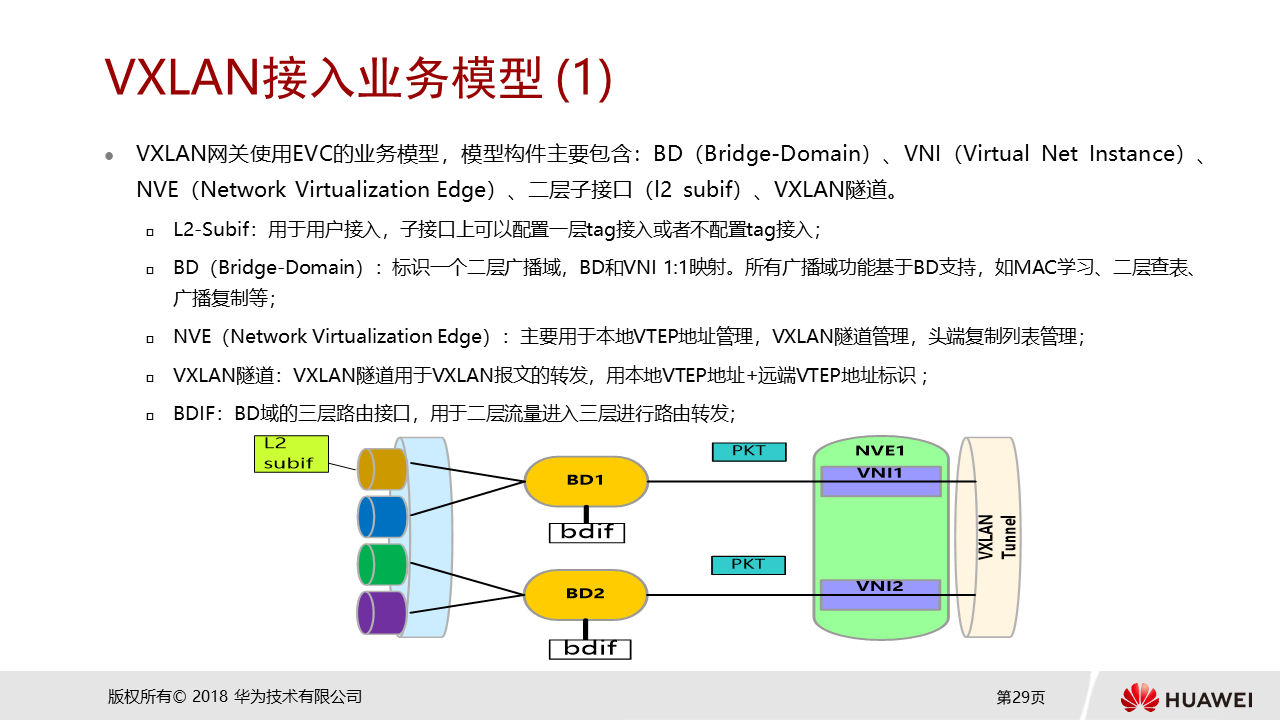 VXLAN接入业务模型 (1)
VXLAN网关使用EVC的业务模型，模型构件主要包含：BD（Bridge-Domain）、VNI（Virtual Net Instance）、
NVE（Network Virtualization Edge）、二层子接口（l2 subif）、VXLAN隧道。
L2-Subif：用于用户接入，子接口上可以配置一层tag接入或者不配置tag接入；
BD（Bridge-Domain）：标识一个二层广播域，BD和VNI 1:1映射。所有广播域功能基于BD支持，如MAC学习、二层查表、
广播复制等；
NVE（Network Virtualization Edge）：主要用于本地VTEP地址管理，VXLAN隧道管理，头端复制列表管理；
VXLAN隧道：VXLAN隧道用于VXLAN报文的转发，用本地VTEP地址+远端VTEP地址标识 ;
BDIF：BD域的三层路由接口，用于二层流量进入三层进行路由转发；
L2
subif
BD1
bdif
PKT
NVE1
VNI1
VXLAN
Tunnel
BD2
bdif
PKT
VNI2
版权所有© 2018 华为技术有限公司
第29页
HUAWEI